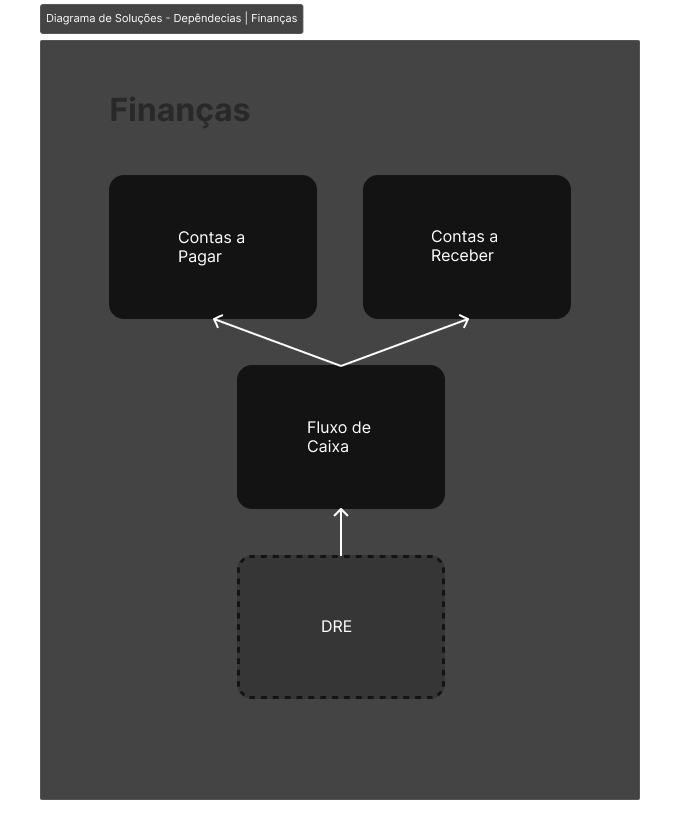 Diagrama de Soluções - Depêndecias | Finanças
Finanças
Contas a
Pagar
Contas a
Receber
Fluxo de
Caixa
DRE